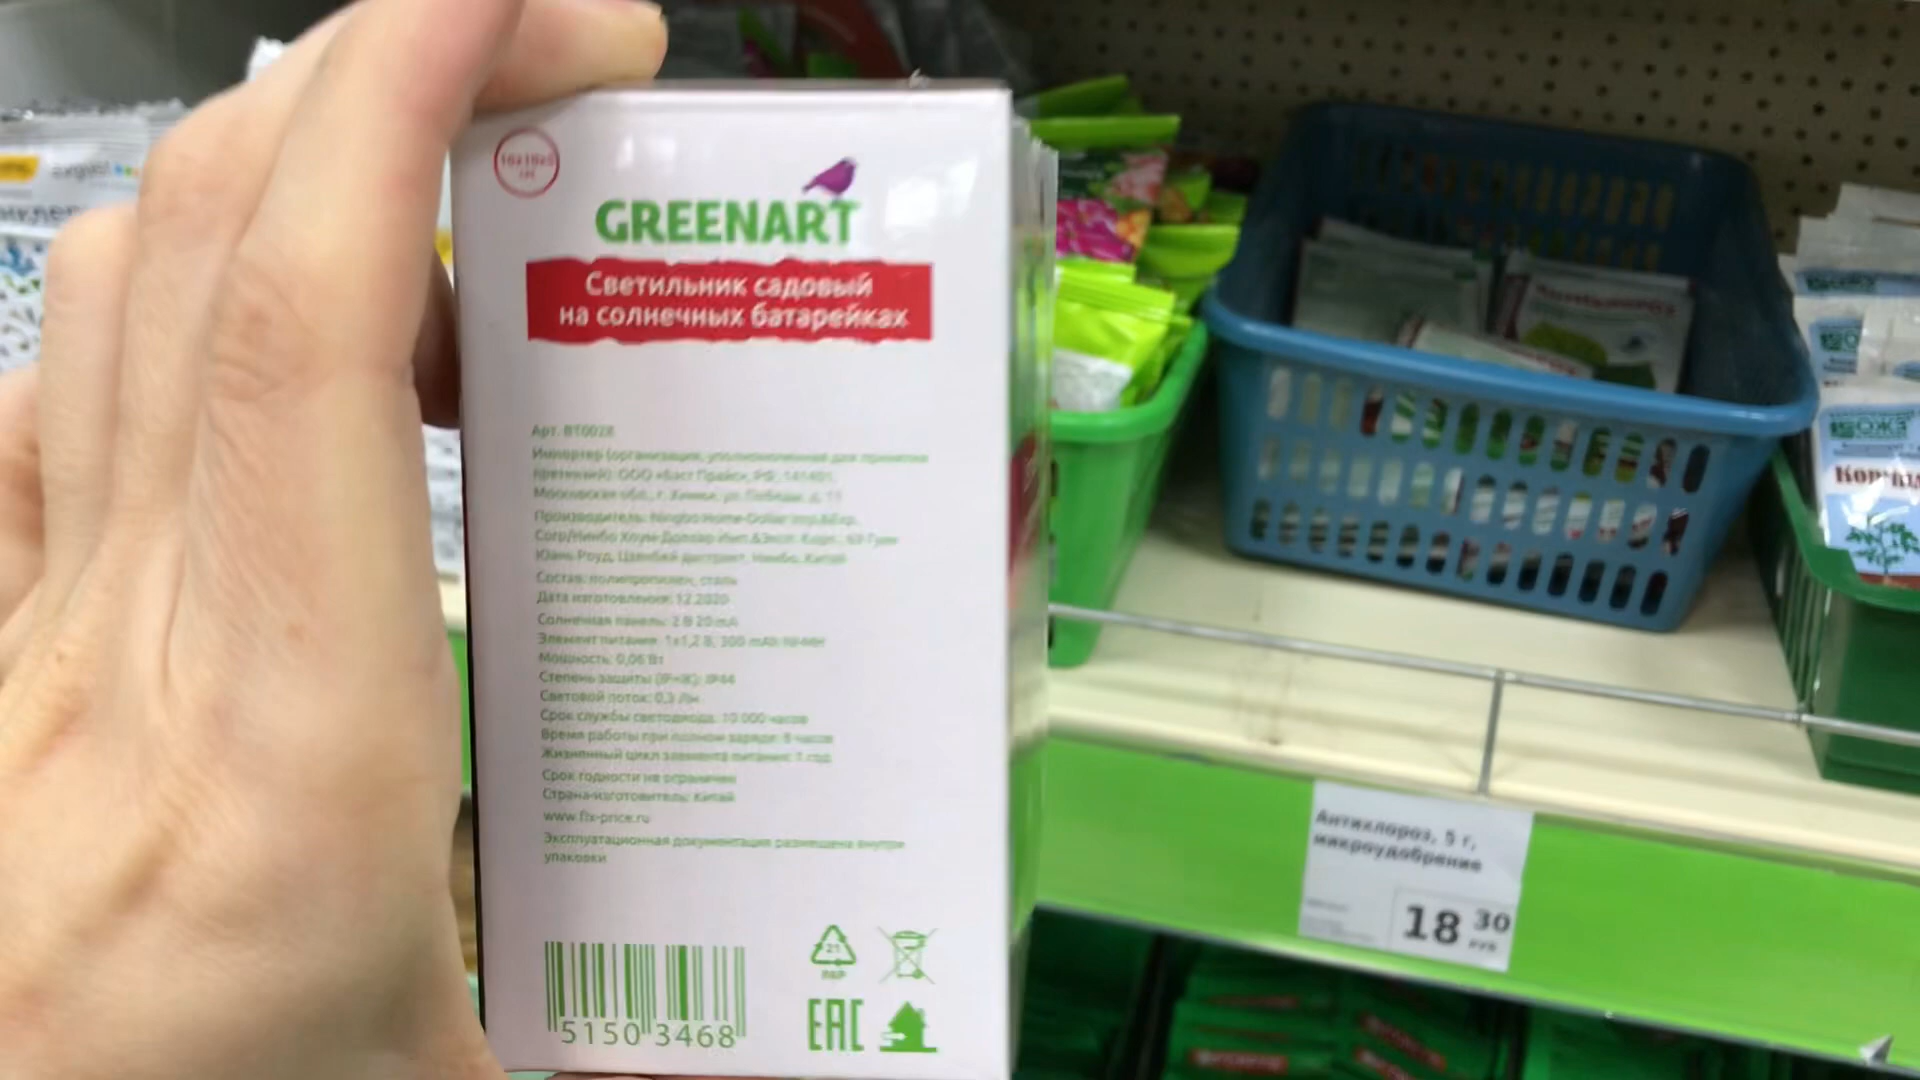 GREENART
Светильник садовый
на солнечных батарейках
Арт. BT0028
Импортер (организация, уполномоченная для принятия
претензий): ООО «Бэст Прайс», РФ, 141401,
Московская обл., г. Химки, ул. Победы, д. 11
Производитель: Ningbo Home-Dollar Imp.&Exp.
Corp/Нинбо Хоум-Доллар Имп.&Эксп. Корп.,
Роуд, Нинбо, Китай
Состав: полипропилен, сталь
Дата изготовления: 12.2020
Солнечная панель: 2 В 20 mA
Элемент питания: 1х1,2 В, 300 mAh Ni-MH
Мощность: 0,06 Вт
Степень защиты (IP+IK): IP44
Световой поток: 0,3 Лм
Срок службы светодиода: 10 000 часов
Время работы при полном заряде: 8 часов
Жизненный цикл элемента питания: 1 год
Срок годности не ограничен
Страна-изготовитель: Китай
www.fix-price.ru
Эксплуатационная документация размещена внутри
упаковки
5150 3468
21
PAP
EAC
Антихлороз, 5 г,
микроудобрение
18 30
руб